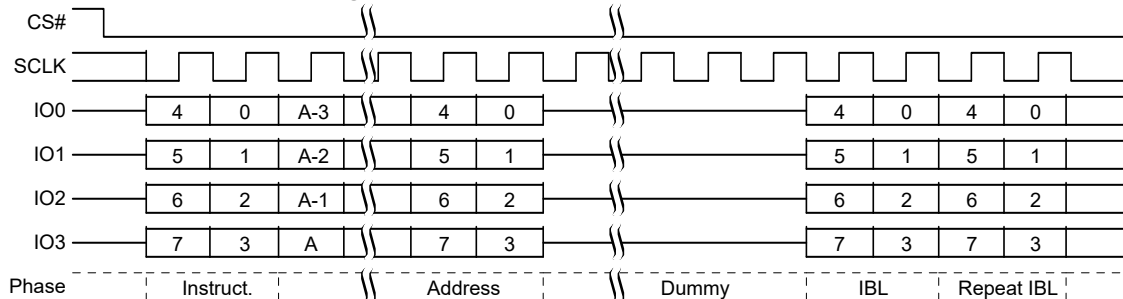 CS#
SCLK
IO0 4 0 A-3 4 0 4 0 4 0
IO1 5 1 A-2 5 1 5 1 5 1
IO2 6 2 A-1 6 2 6 2 6 2
IO3 7 3 A 7 3 7 3 7 3
Phase Instruct. Address Dummy IBL Repeat IBL